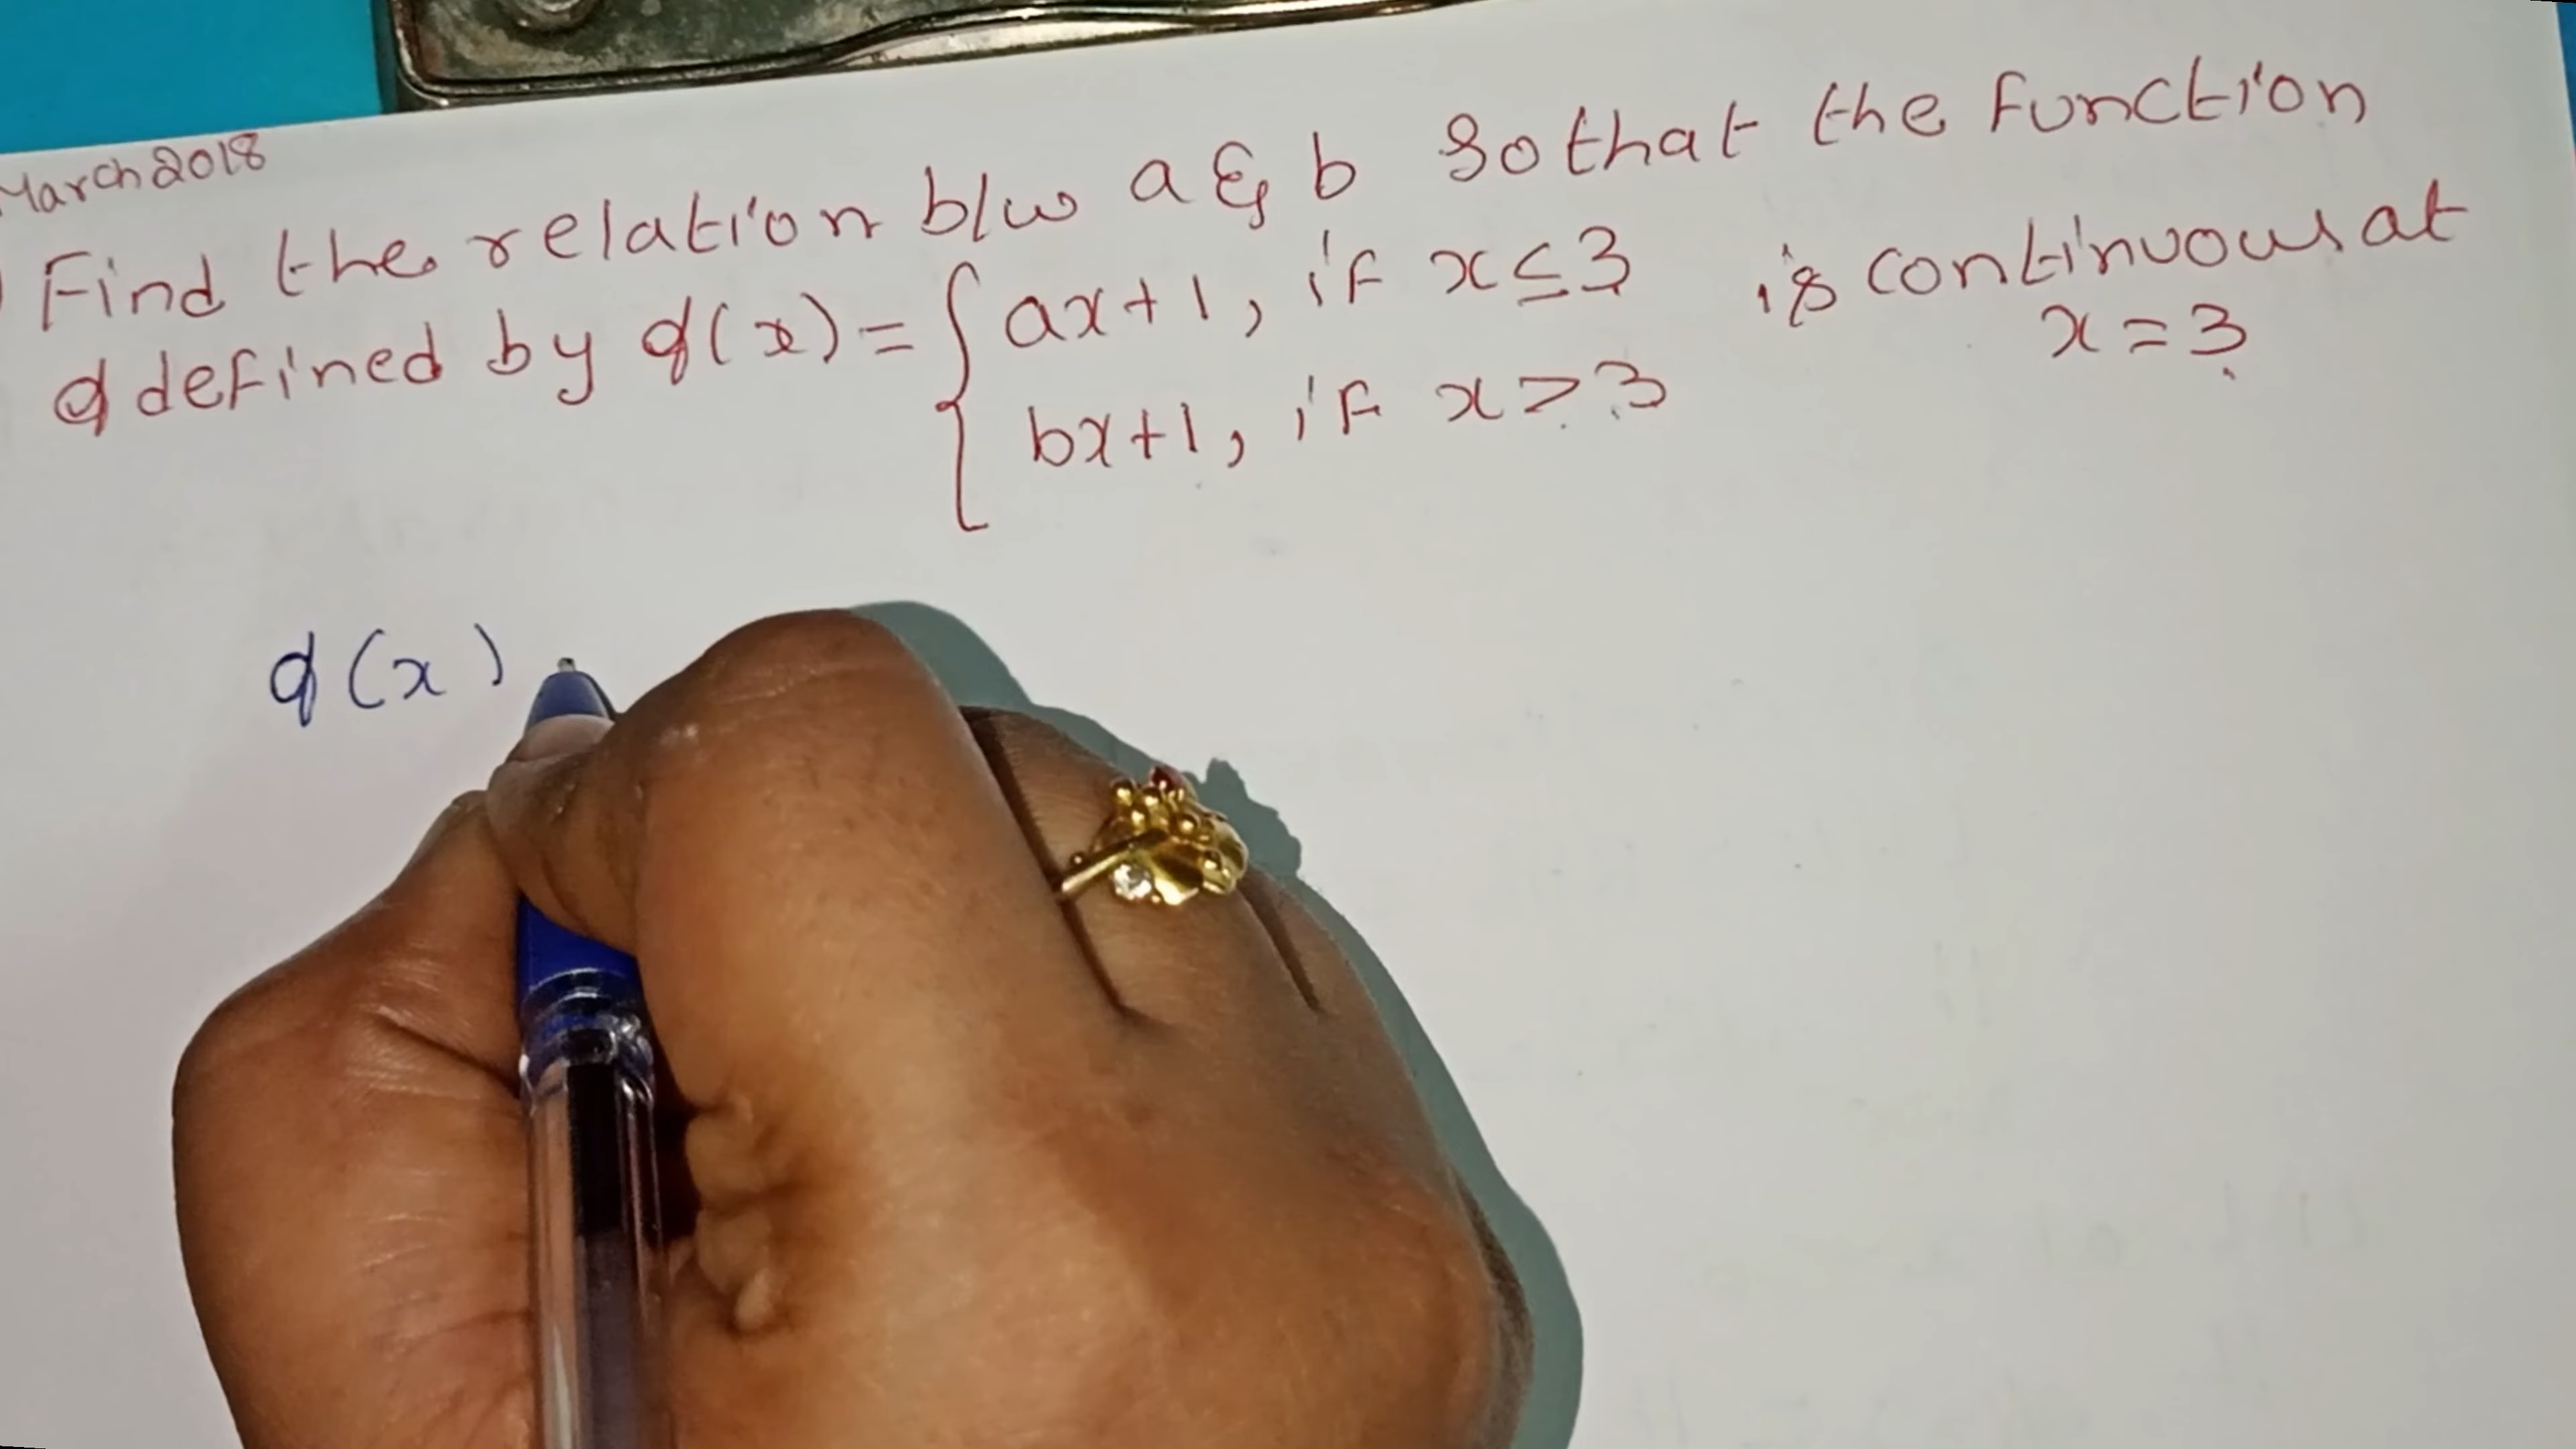 March 2018
Find the relation b/w a & b so that the function
f defined by f(x) = { ax+1, if x ≤ 3 is continuous at
x = 3
bx+1, if x > 3
f(x)